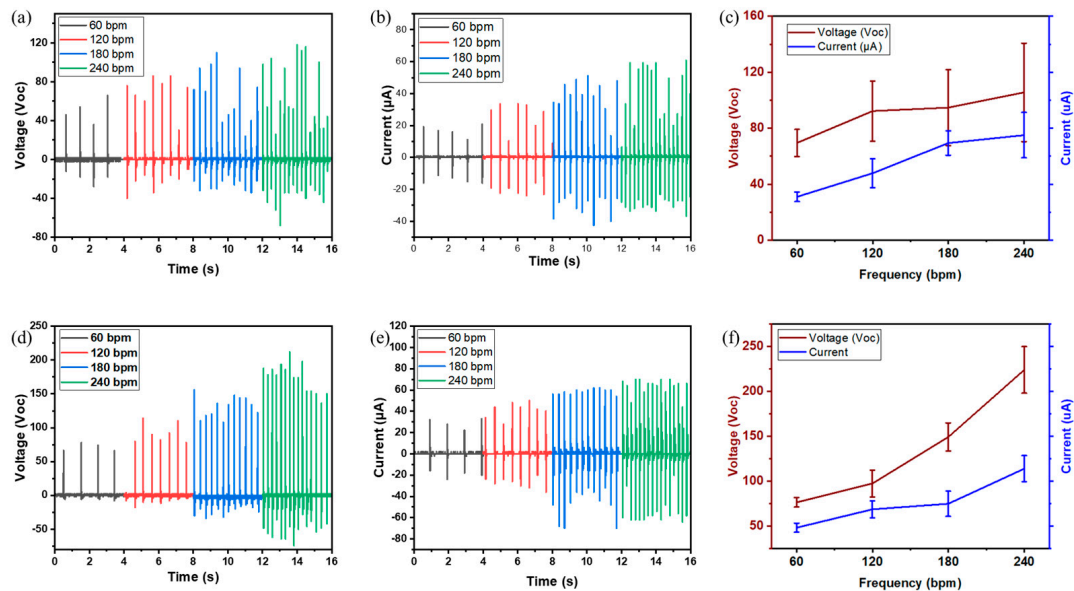 (a)
60 bpm
120 bpm
180 bpm
240 bpm
120
80
40
0
-40
-80
Voltage (Voc)
0 2 4 6 8 10 12 14 16
Time (s)
(b)
60 bpm
120 bpm
180 bpm
240 bpm
80
60
40
20
0
-20
-40
Current (µA)
0 2 4 6 8 10 12 14 16
Time (s)
(c)
Voltage (Voc)
Current (µA)
160
120
80
40
0
Voltage (Voc)
Current (uA)
60 120 180 240
Frequency (bpm)
(d)
60 bpm
120 bpm
180 bpm
240 bpm
250
200
150
100
50
0
-50
Voltage (Voc)
0 2 4 6 8 10 12 14 16
Time (s)
(e)
60 bpm
120 bpm
180 bpm
240 bpm
120
100
80
60
40
20
0
-20
-40
-60
-80
Current (µA)
0 2 4 6 8 10 12 14 16
Time (s)
(f)
Voltage (Voc)
Current
250
200
150
100
50
Voltage (Voc)
Current (uA)
60 120 180 240
Frequency (bpm)